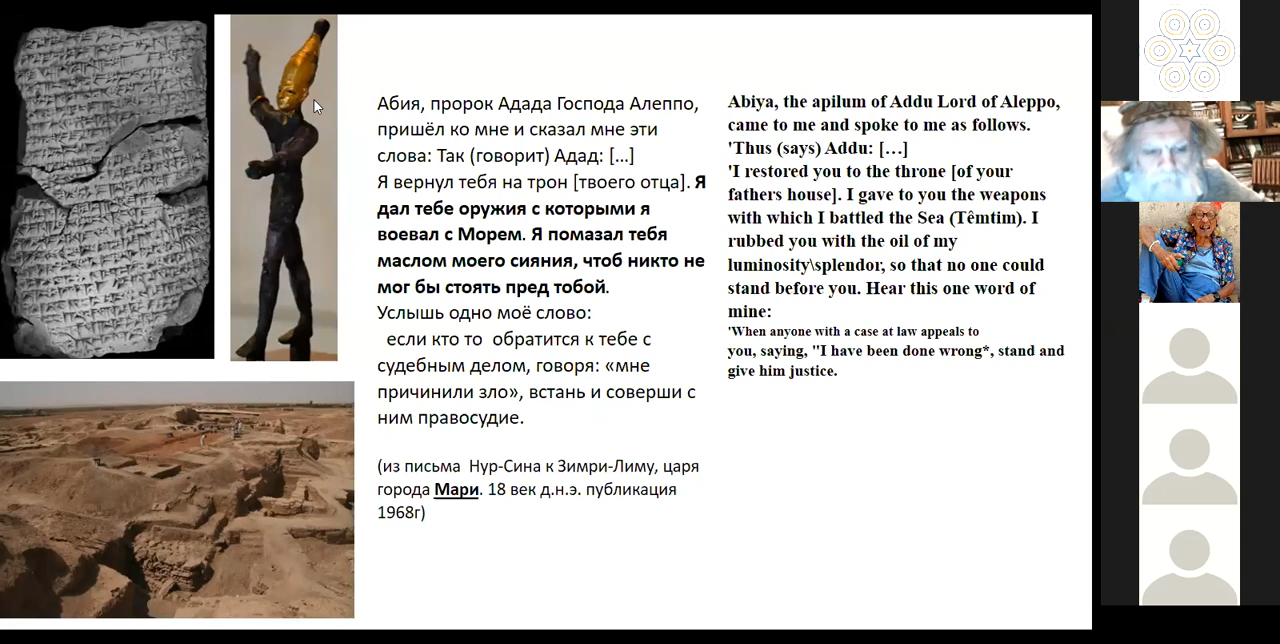 Абия, пророк Адада Господа Алеппо,
пришёл ко мне и сказал мне эти
слова: Так (говорит) Адад: [...]
Я вернул тебя на трон [твоего отца]. Я
дал тебе оружия с которыми я
воевал с Морем. Я помазал тебя
маслом моего сияния, чтоб никто не
мог бы стоять пред тобой.
Услышь одно моё слово:
если кто то обратится к тебе с
судебным делом, говоря: «мне
причинили зло», встань и соверши с
ним правосудие.
(из письма Нур-Сина к Зимри-Лиму, царя
города Мари. 18 век д.н.э. публикация
1968г)
Abiya, the apilum of Addu Lord of Aleppo,
came to me and spoke to me as follows.
'Thus (says) Addu: […]
'I restored you to the throne [of your
fathers house]. I gave to you the weapons
with which I battled the Sea (Têmtim). I
rubbed you with the oil of my
luminosity\splendor, so that no one could
stand before you. Hear this one word of
mine:
'When anyone with a case at law appeals to
you, saying, "I have been done wrong*, stand and
give him justice.